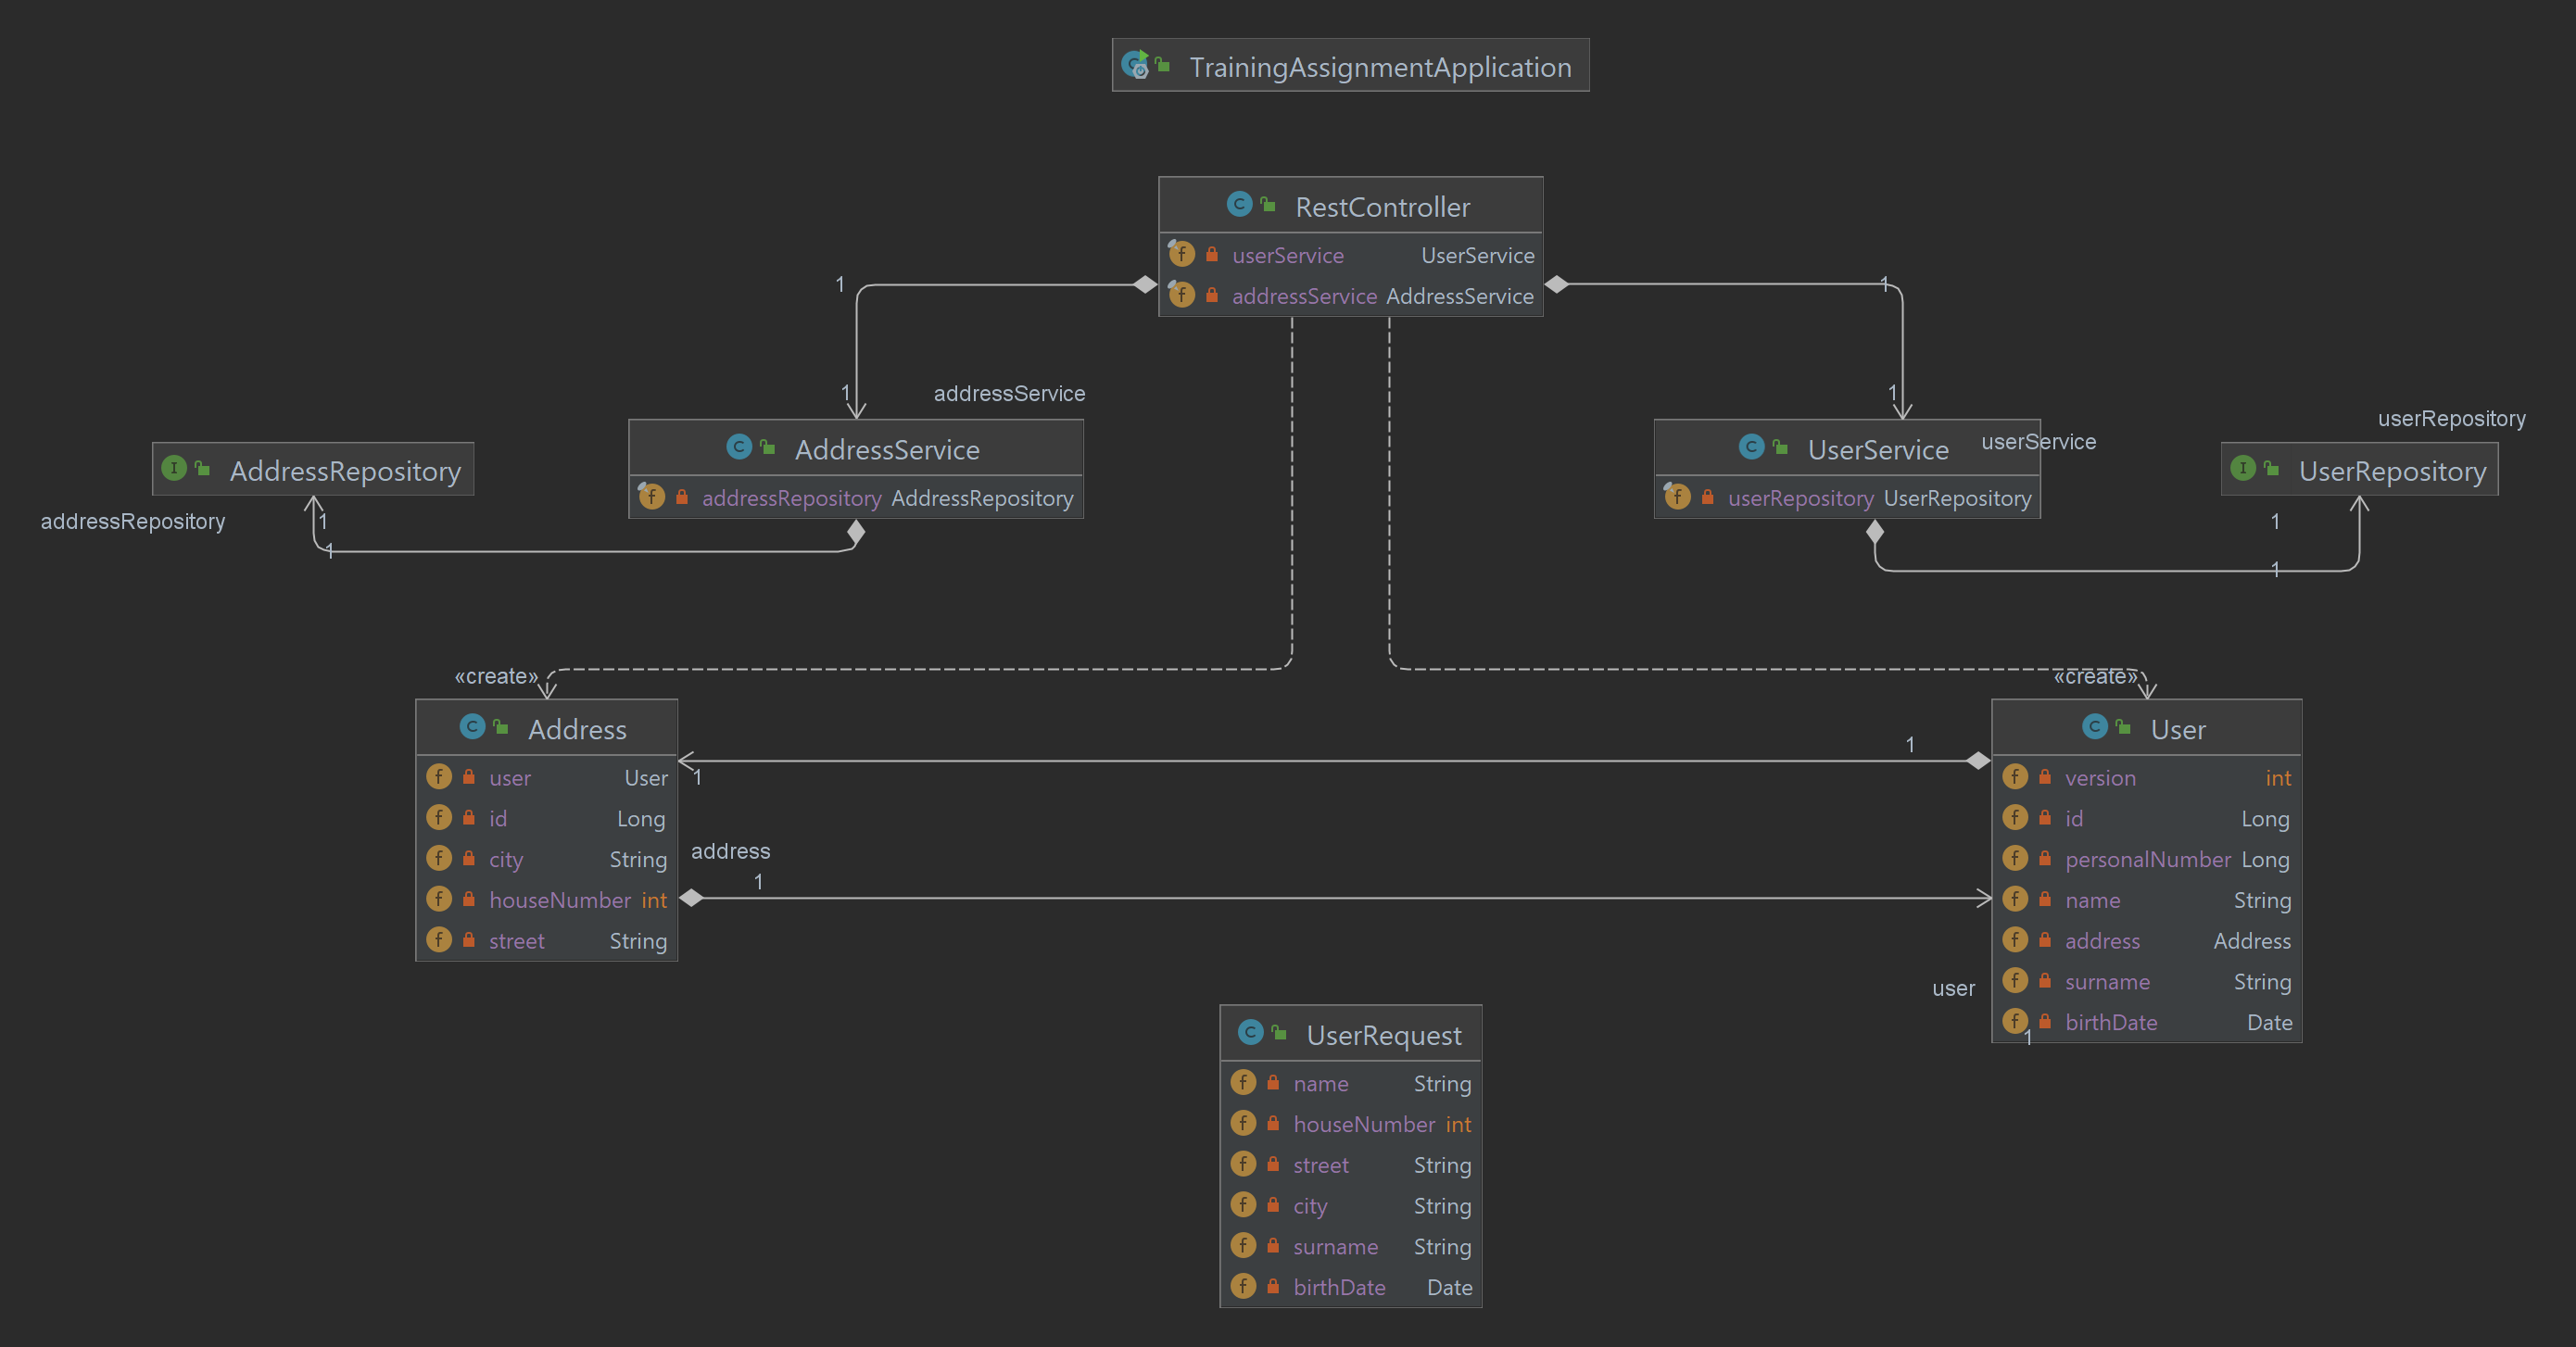 TrainingAssignmentApplication
RestController
userService UserService
addressService AddressService
1
1
1
addressService
1
AddressService
addressRepository AddressRepository
UserService
userService
userRepository UserRepository
userRepository
UserRepository
AddressRepository
addressRepository
1
1
1
1
«create»
«create»
Address
user User
id Long
city String
houseNumber int
street String
1
1
address
1
User
version int
id Long
personalNumber Long
name String
address Address
surname String
birthDate Date
user
1
UserRequest
name String
houseNumber int
street String
city String
surname String
birthDate Date